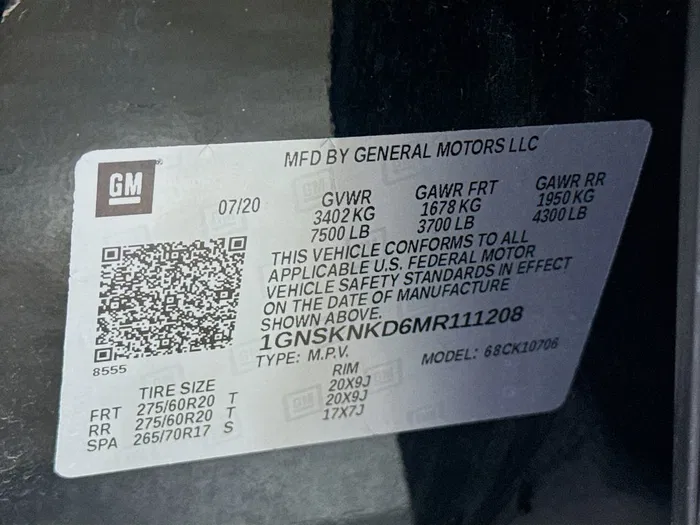 GM
MFD BY GENERAL MOTORS LLC
07/20
GVWR GAWR FRT GAWR RR
3402 KG 1678 KG 1950 KG
7500 LB 3700 LB 4300 LB
THIS VEHICLE CONFORMS TO ALL
APPLICABLE U.S. FEDERAL MOTOR
VEHICLE SAFETY STANDARDS IN EFFECT
ON THE DATE OF MANUFACTURE
SHOWN ABOVE.
1GNSKNKD6MR111208
TYPE: M.P.V. MODEL: 68CK10706
8555
TIRE SIZE RIM
FRT 275/60R20 T 20X9J
RR 275/60R20 T 20X9J
SPA 265/70R17 S 17X7J